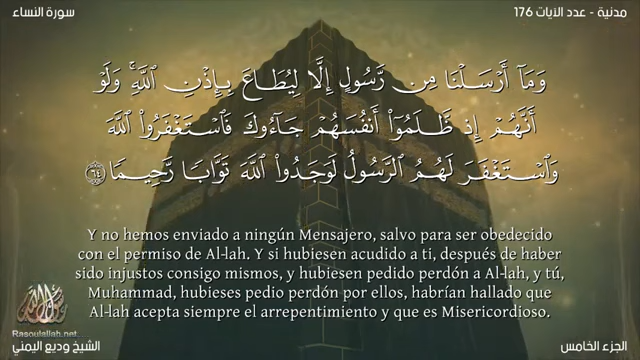 مدنية - عدد الآيات 176
سورة النساء
وَمَآ أَرْسَلْنَا مِن رَّسُولٍ إِلَّا لِيُطَاعَ بِإِذْنِ ٱللَّهِ ۚ وَلَوْ
أَنَّهُمْ إِذ ظَّلَمُوٓا۟ أَنفُسَهُمْ جَآءُوكَ فَٱسْتَغْفَرُوا۟ ٱللَّهَ
وَٱسْتَغْفَرَ لَهُمُ ٱلرَّسُولُ لَوَجَدُوا۟ ٱللَّهَ تَوَّابًا رَّحِيمًا ٦٤
Y no hemos enviado a ningún Mensajero, salvo para ser obedecido
con el permiso de Al-lah. Y si hubiesen acudido a ti, después de haber
sido injustos consigo mismos, y hubiesen pedido perdón a Al-lah, y tú,
Muhammad, hubieses pedio perdón por ellos, habrían hallado que
Al-lah acepta siempre el arrepentimiento y que es Misericordioso.
رسول الله
Rasoulallah.net
الجزء الخامس
الشيخ وديع اليمني